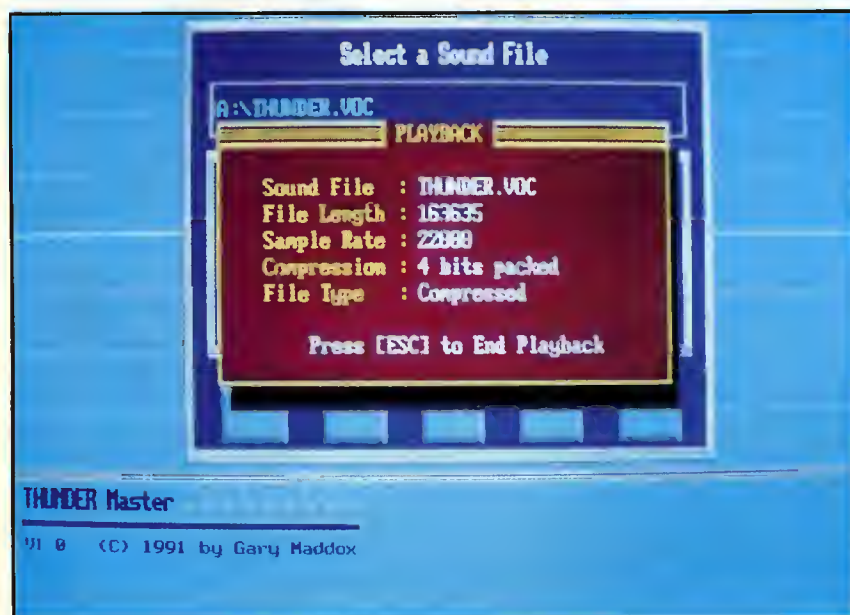 Select a Sound File
A:\THUNDER.VOC
PLAYBACK
Sound File : THUNDER.VOC
File Length : 163635
Sample Rate : 22000
Compression : 4 bits packed
File Type : Compressed
Press [ESC] to End Playback
THUNDER Master
V1 0 (C) 1991 by Gary Maddox